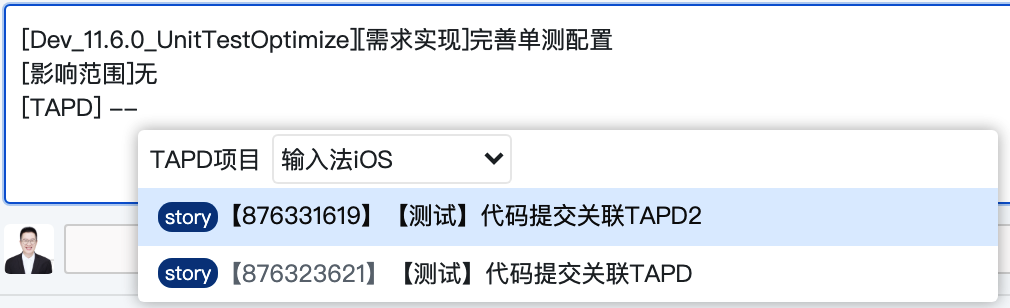 [Dev_11.6.0_UnitTestOptimize][需求实现]完善单测配置
[影响范围]无
[TAPD] --
TAPD项目 输入法iOS
story 【876331619】 【测试】代码提交关联TAPD2
story 【876323621】 【测试】代码提交关联TAPD